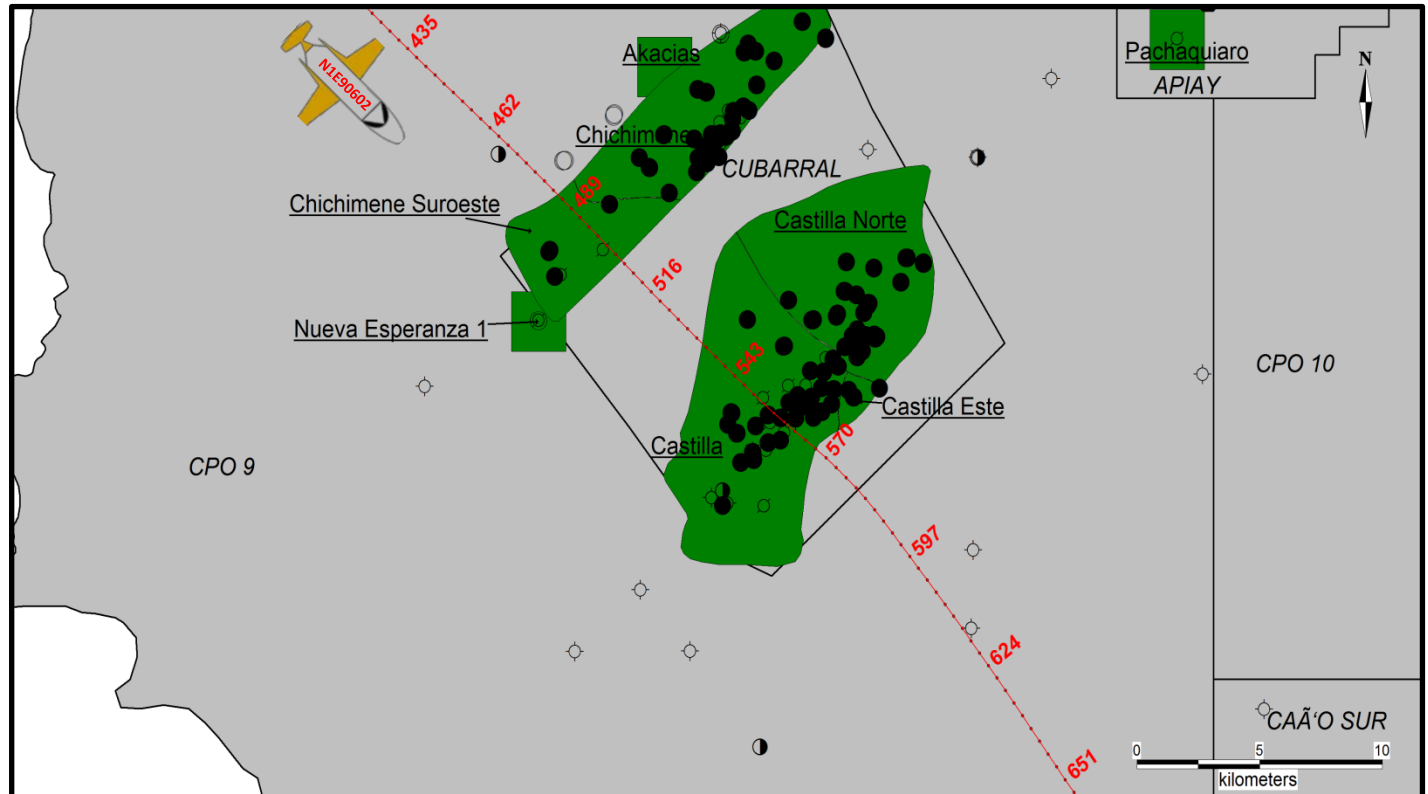 435
N1E90602
Akacias
Pachaquiaro
APIAY
N
462
Chichimene
CUBARRAL
489
Chichimene Suroeste
Castilla Norte
516
Nueva Esperanza 1
543
CPO 10
Castilla Este
570
Castilla
CPO 9
597
624
CAÃ‘O SUR
651
0
5
10
kilometers